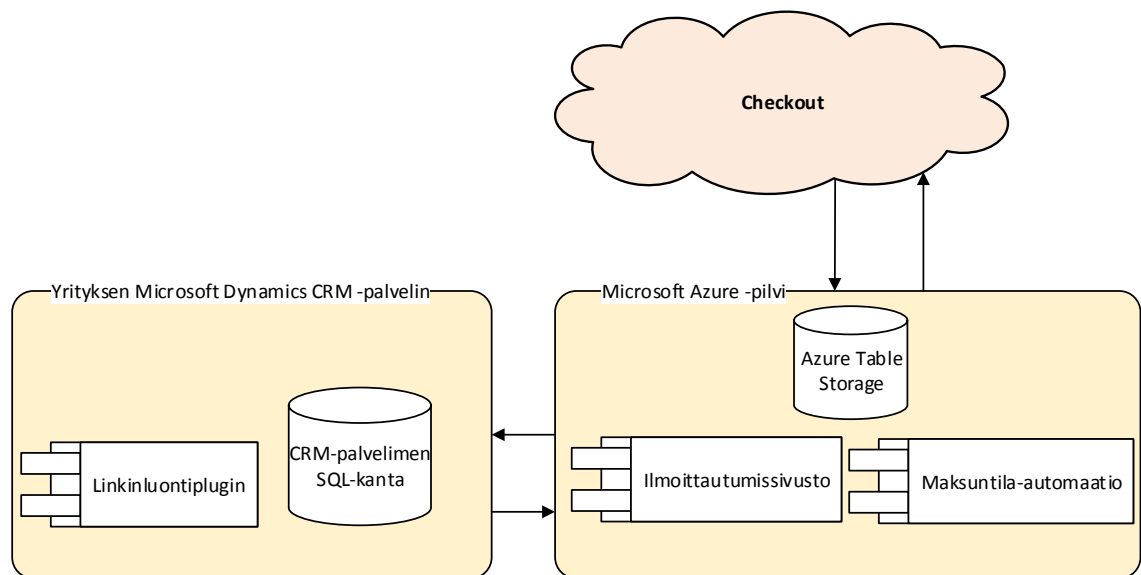 Checkout
Yrityksen Microsoft Dynamics CRM -palvelin
Microsoft Azure -pilvi
Azure Table
Storage
CRM-palvelimen
SQL-kanta
Linkinluontiplugin
Ilmoittautumissivusto
Maksuntila-automaatio